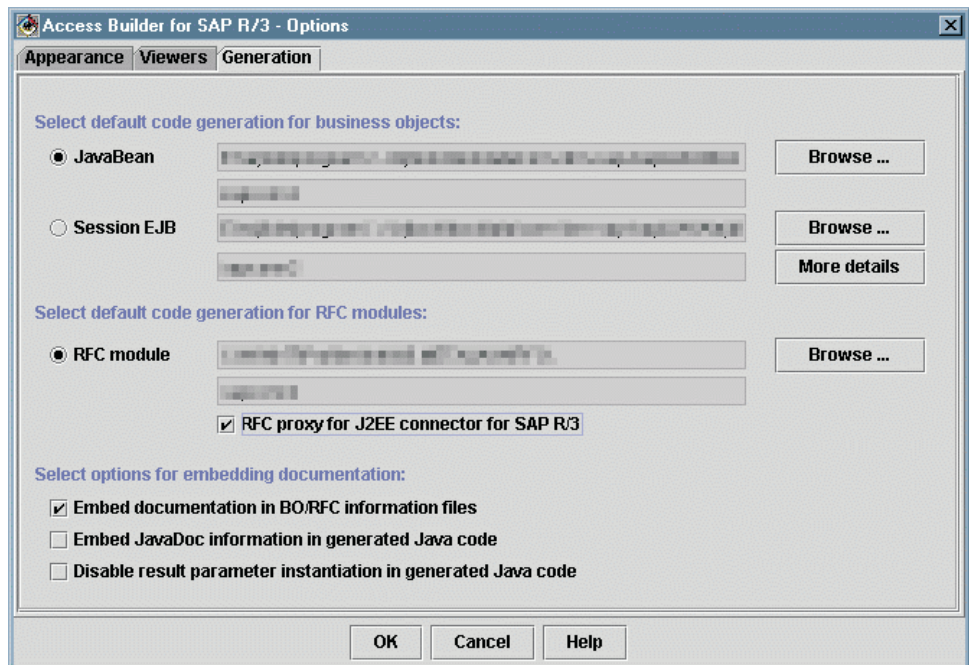 Access Builder for SAP R/3 - Options
Appearance Viewers Generation
Select default code generation for business objects:
JavaBean Browse ...
Session EJB Browse ...
More details
Select default code generation for RFC modules:
RFC module Browse ...
RFC proxy for J2EE connector for SAP R/3
Select options for embedding documentation:
Embed documentation in BO/RFC information files
Embed JavaDoc information in generated Java code
Disable result parameter instantiation in generated Java code
OK Cancel Help